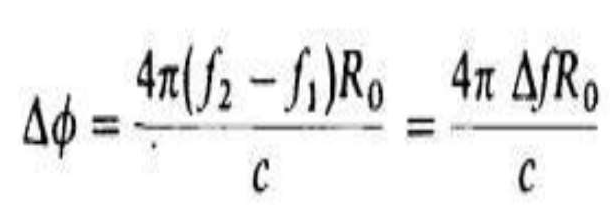 Δϕ = 4π(f₂ − f₁)R₀ / c = 4π ΔfR₀ / c